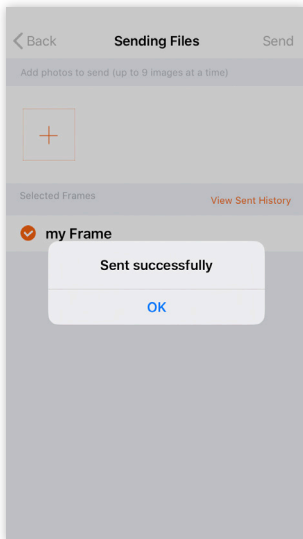 Back Sending Files Send
Add photos to send (up to 9 images at a time)
Selected Frames View Sent History
my Frame
Sent successfully
OK